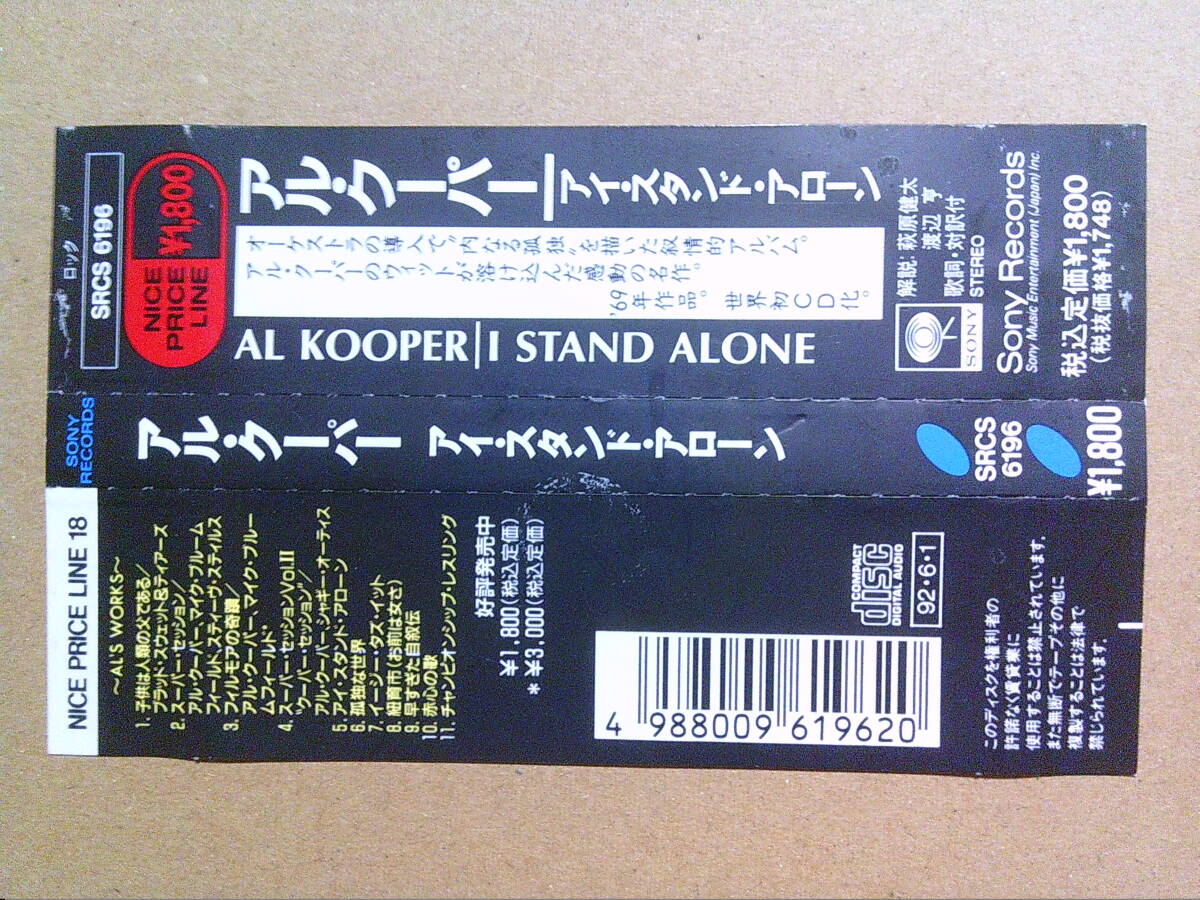 ロック
SRCS 6196
NICE
PRICE
LINE
¥1,800
アル・クーパー
アイ・スタンド・アローン
オーケストラの導入で“内なる孤独”を描いた叙情的アルバム。
アル・クーパーのウィットが溶け込んだ感動の名作。
'69年作品。 世界初CD化。
AL KOOPER I STAND ALONE
解説:萩原健太
渡辺 亨
歌詞・対訳付
STEREO
SONY
Sony Records
Sony Music Entertainment (Japan) Inc.
税込定価¥1,800
(税抜価格¥1,748)
SONY
RECORDS
アル・クーパー アイ・スタンド・アローン
SRCS
6196
¥1,800
NICE PRICE LINE 18
〜AL'S WORKS〜
1. 子供は人類の父である/
ブラッド・スウェット&ティアーズ
2. スーパー・セッション/
アル・クーパー、マイク・ブルーム
フィールド、スティーヴ・スティルス
3. フィルモアの奇蹟/
アル・クーパー、マイク・ブルー
ムフィールド*
4. スーパー・セッションVol.II
“クーパー・セッション”/
アル・クーパー、シャギー・オーティス
5. アイ・スタンド・アローン
6. 孤独な世界
7. イージー・ダズ・イット
8. 紐育市(お前は女さ)
9. 早すぎた自叙伝
10. 赤心の歌
11. チャンピオンシップ・レスリング
好評発売中
¥1,800(税込定価)
*¥3,000(税込定価)
COMPACT
disc
DIGITAL AUDIO
92・6・1
4 988009 619620
このディスクを権利者の
許諾なく賃貸業に
使用することは禁止されています。
また無断でテープその他に
複製することは法律で
禁じられています。